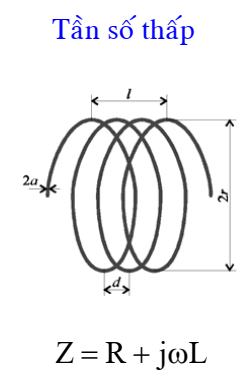 Tần số thấp
l
2a
2r
d
Z = R + jωL